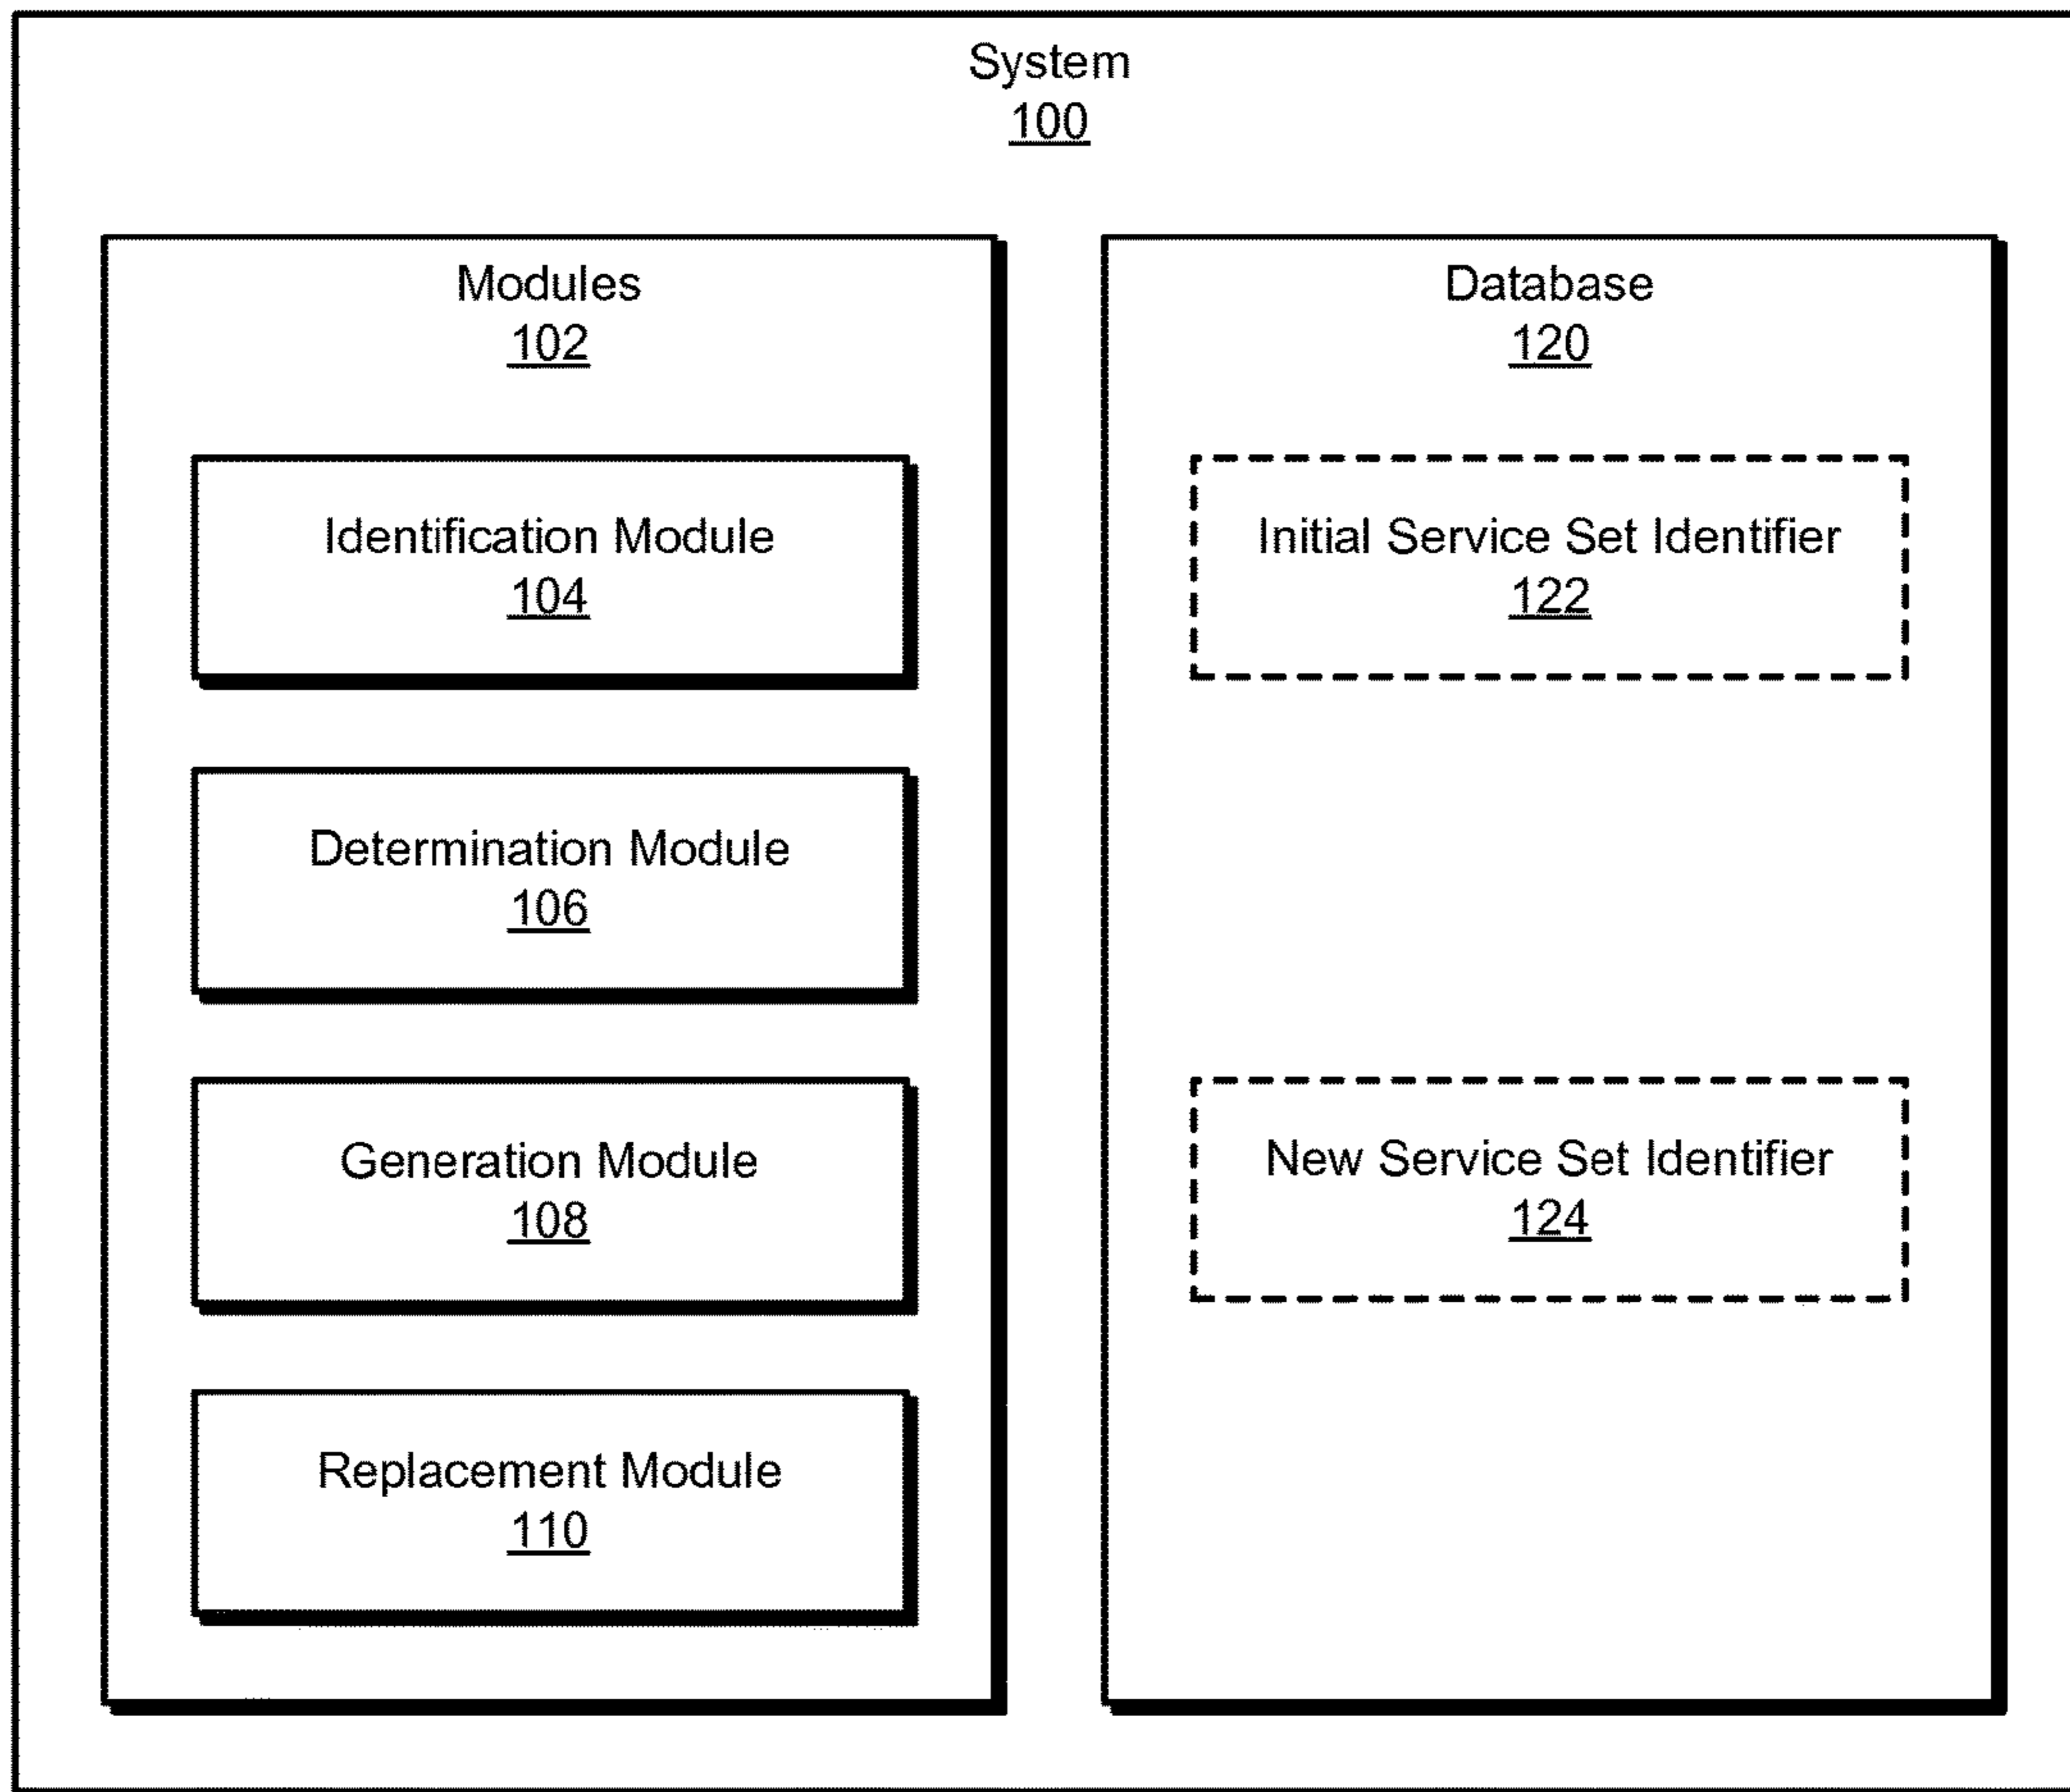 System
100
Modules
102
Identification Module
104
Determination Module
106
Generation Module
108
Replacement Module
110
Database
120
Initial Service Set Identifier
122
New Service Set Identifier
124